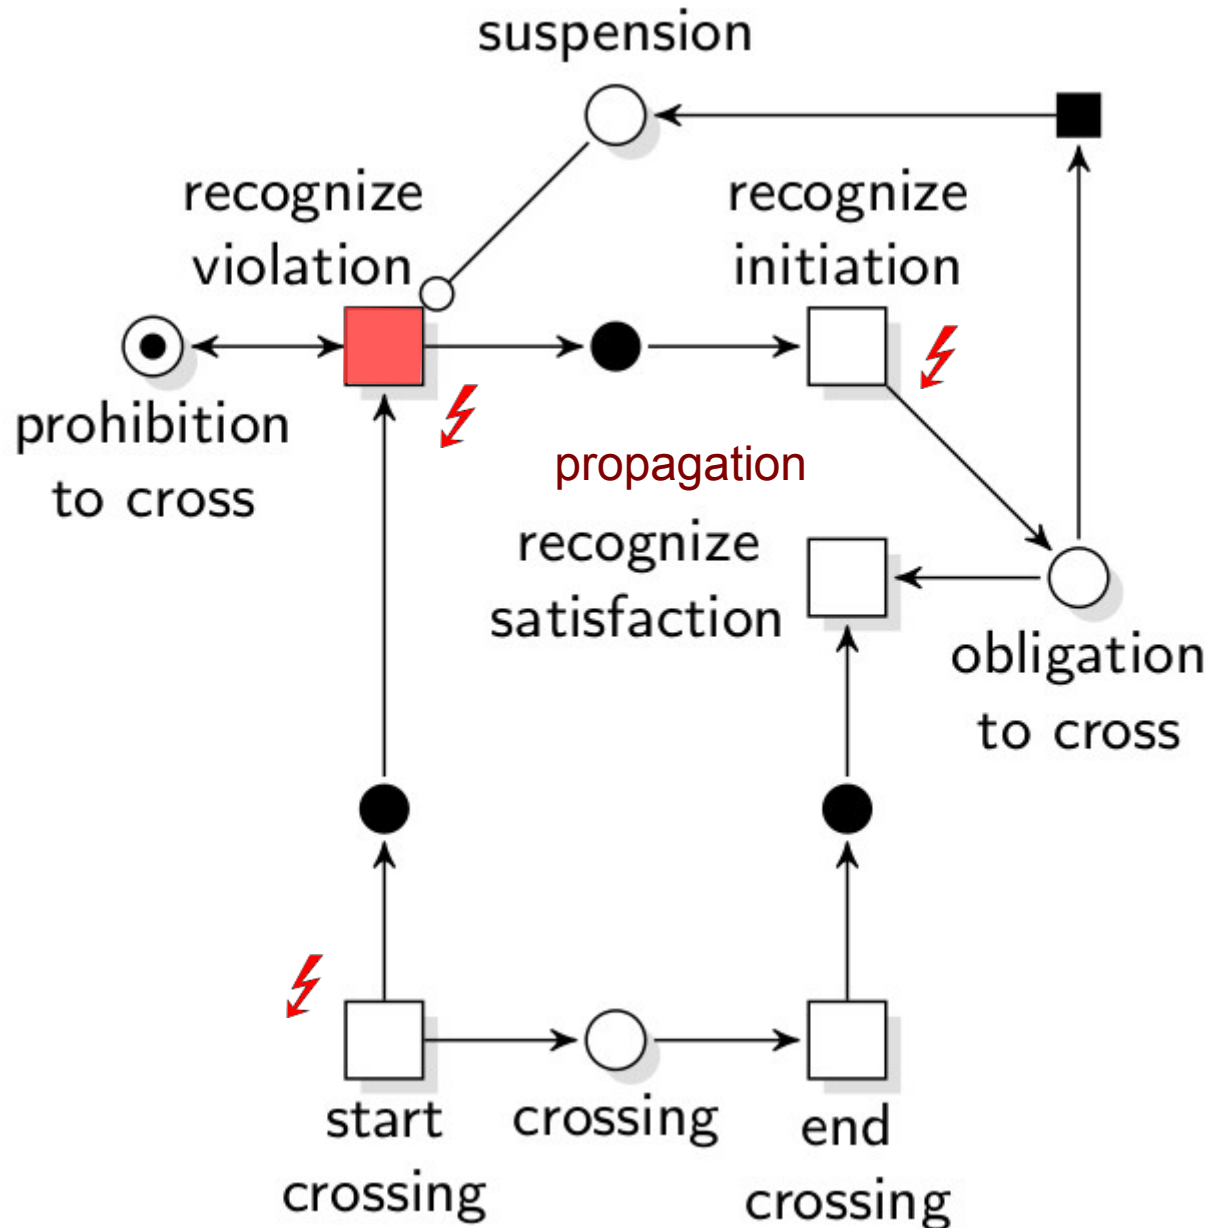 suspension
recognize
violation
recognize
initiation
prohibition
to cross
propagation
recognize
satisfaction
obligation
to cross
start
crossing
crossing
end
crossing